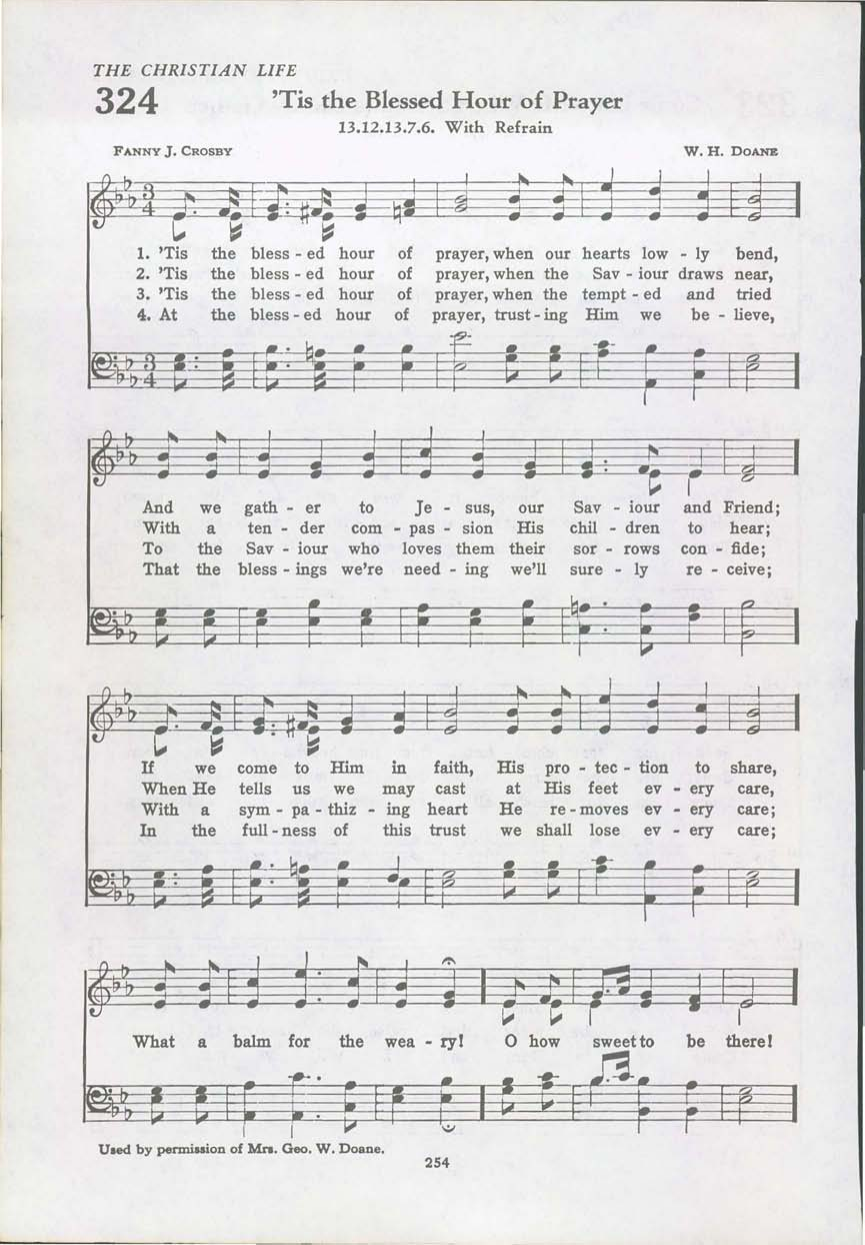 THE CHRISTIAN LIFE
324 'Tis the Blessed Hour of Prayer
13.12.13.7.6. With Refrain
FANNY J. CROSBY W. H. DOANE
1. 'Tis the bless - ed hour of prayer, when our hearts low - ly bend,
2. 'Tis the bless - ed hour of prayer, when the Sav - iour draws near,
3. 'Tis the bless - ed hour of prayer, when the tempt - ed and tried
4. At the bless - ed hour of prayer, trust - ing Him we be - lieve,
And we gath - er to Je - sus, our Sav - iour and Friend;
With a ten - der com - pas - sion His chil - dren to hear;
To the Sav - iour who loves them their sor - rows con - fide;
That the bless - ings we're need - ing we'll sure - ly re - ceive;
If we come to Him in faith, His pro - tec - tion to share,
When He tells us we may cast at His feet ev - ery care,
With a sym - pa - thiz - ing heart He re - moves ev - ery care;
In the full - ness of this trust we shall lose ev - ery care;
What a balm for the wea - ry! O how sweet to be there!
Used by permission of Mrs. Geo. W. Doane.
254